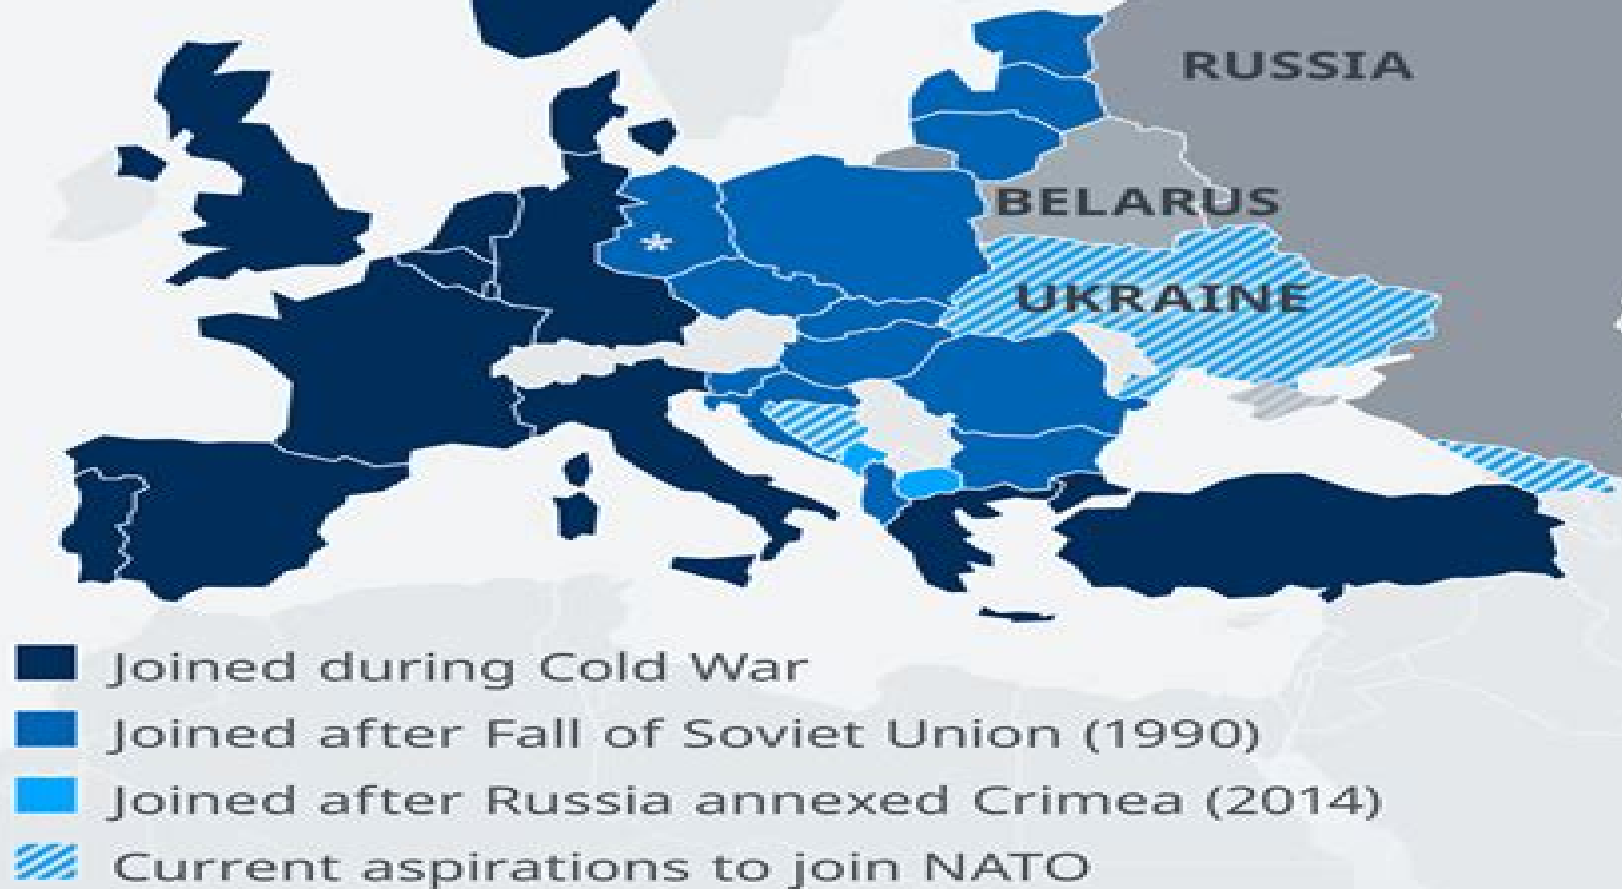 RUSSIA
BELARUS
*
UKRAINE
Joined during Cold War
Joined after Fall of Soviet Union (1990)
Joined after Russia annexed Crimea (2014)
Current aspirations to join NATO